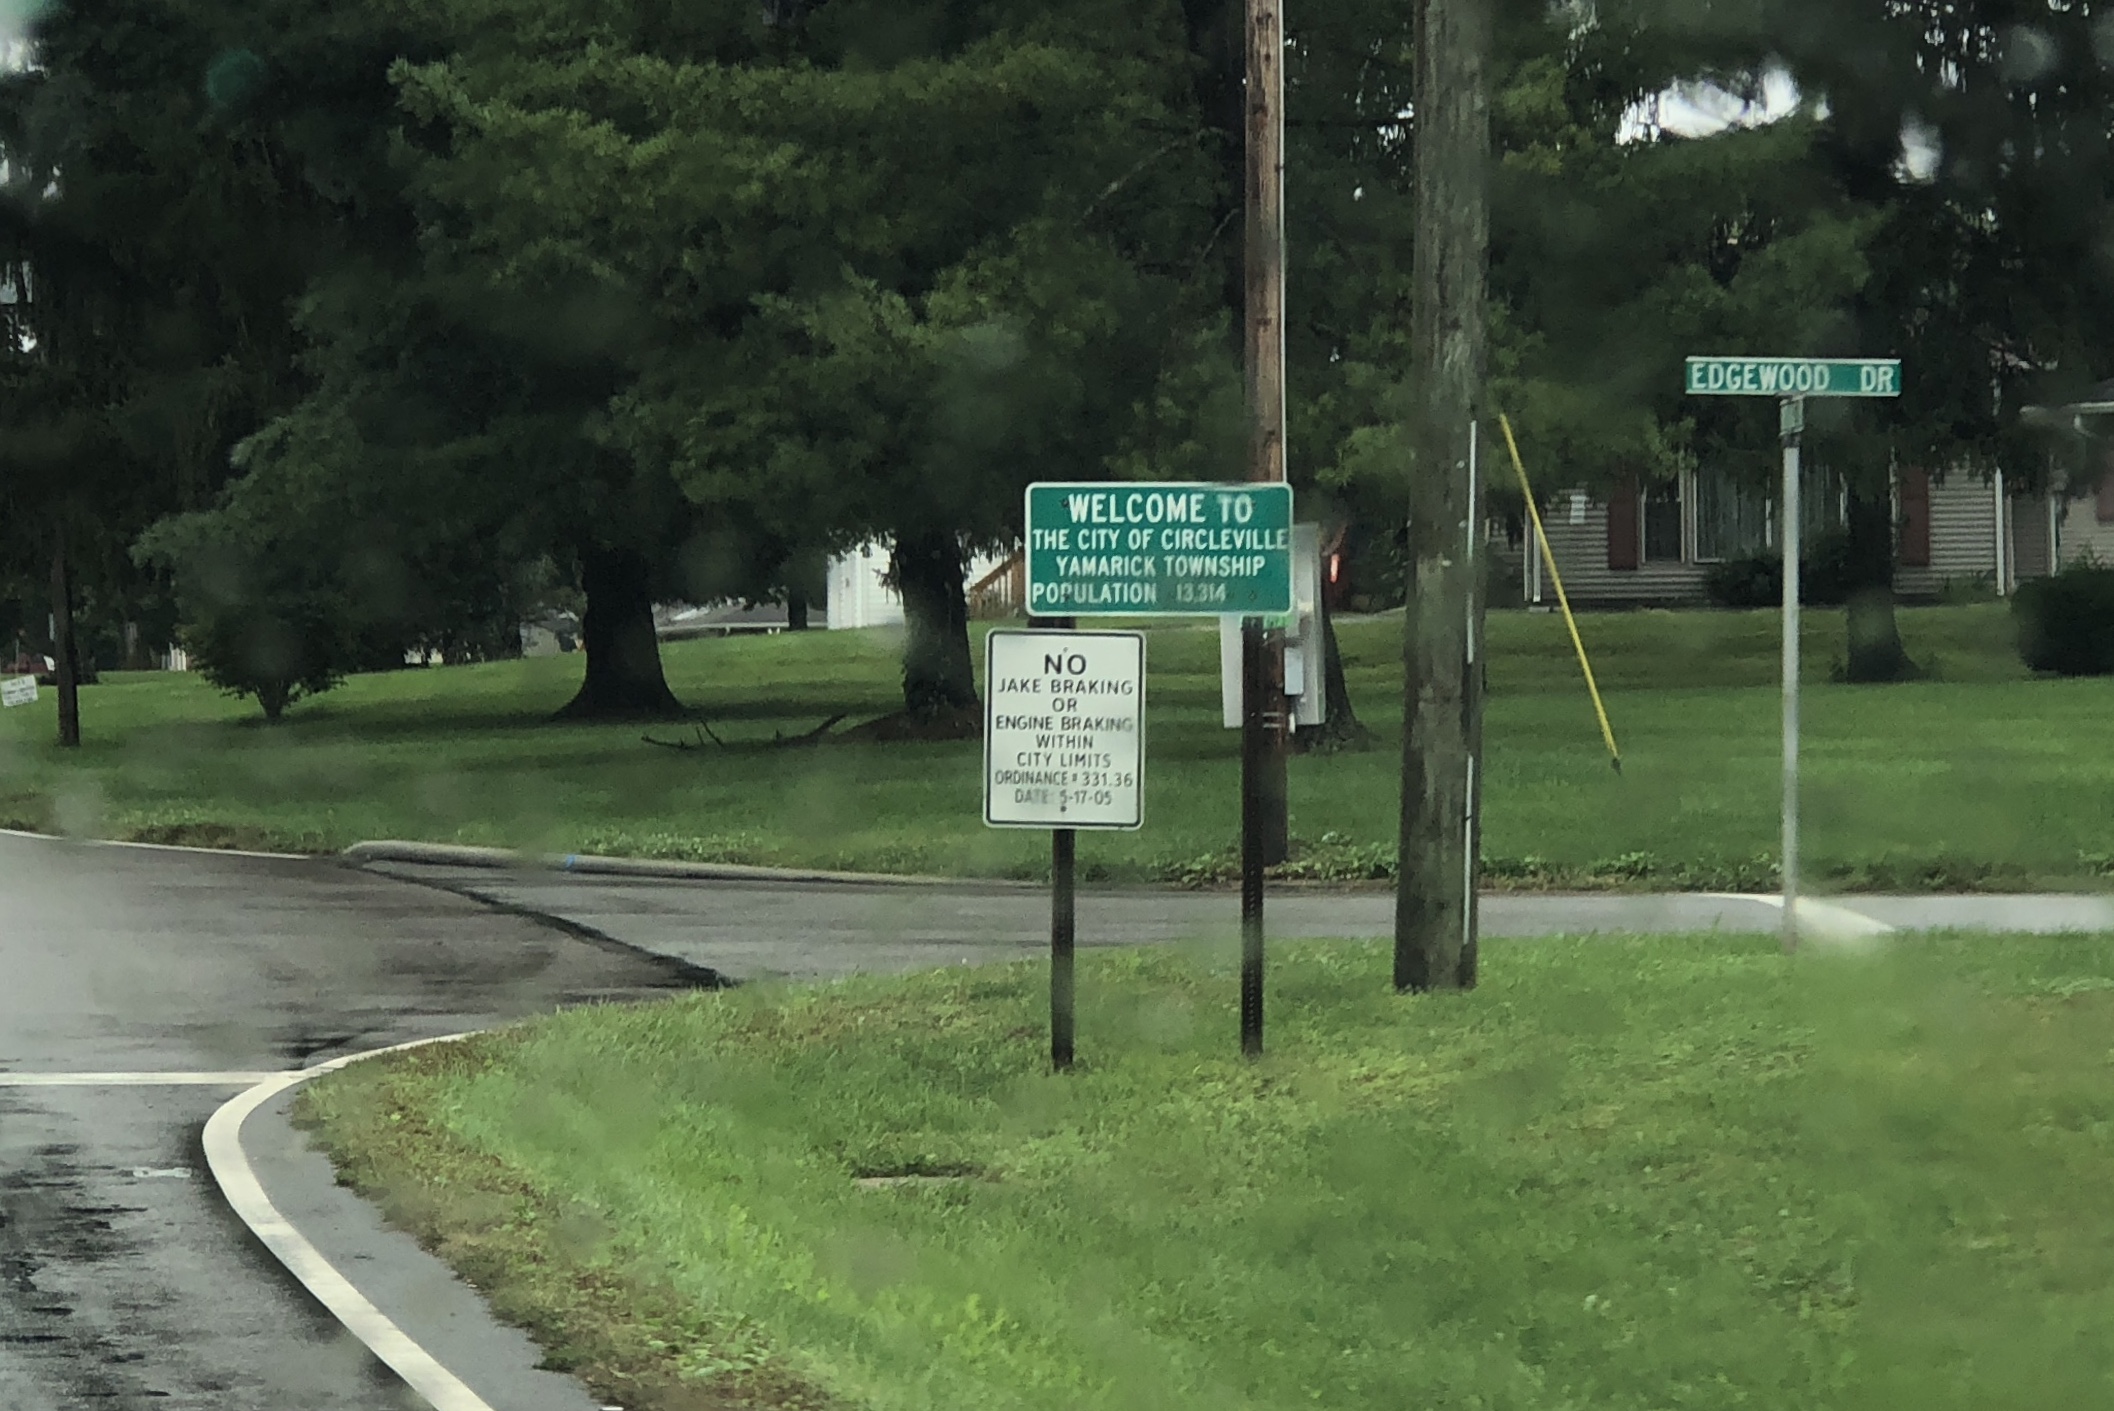 EDGEWOOD DR
WELCOME TO
THE CITY OF CIRCLEVILLE
YAMARICK TOWNSHIP
POPULATION 13,314
NO
JAKE BRAKING
OR
ENGINE BRAKING
WITHIN
CITY LIMITS
ORDINANCE # 331.36
DATE: 5-17-05